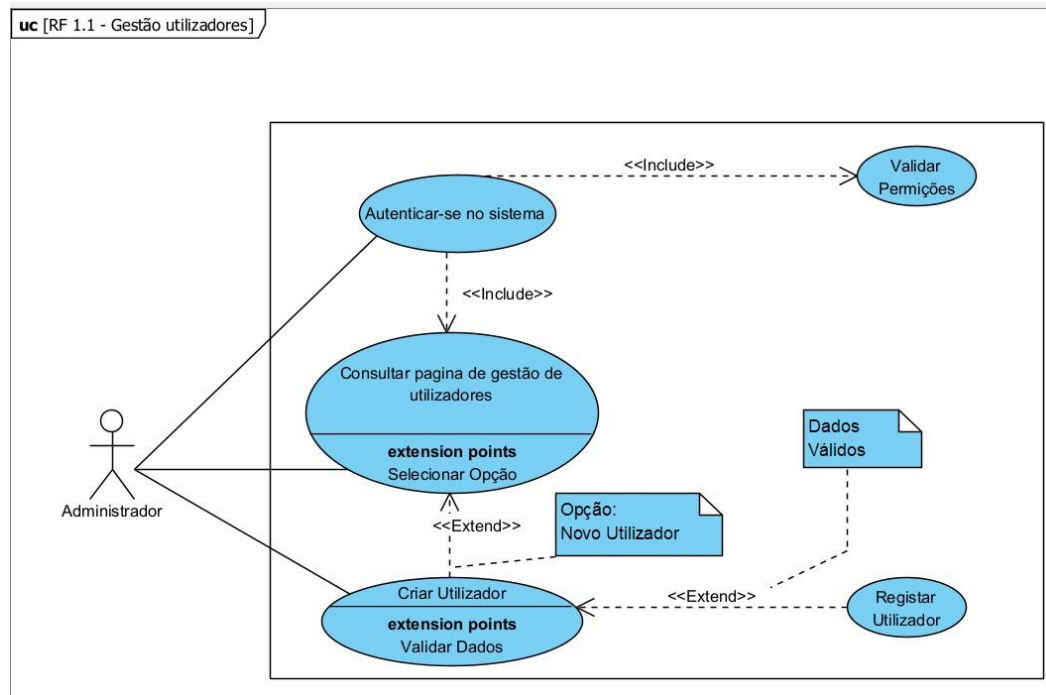 uc [RF 1.1 - Gestão utilizadores]
<<Include>>
Validar
Permições
Autenticar-se no sistema
<<Include>>
Consultar pagina de gestão de
utilizadores
extension points
Selecionar Opção
Dados
Válidos
Administrador
<<Extend>>
Opção:
Novo Utilizador
Criar Utilizador
extension points
Validar Dados
<<Extend>>
Registar
Utilizador